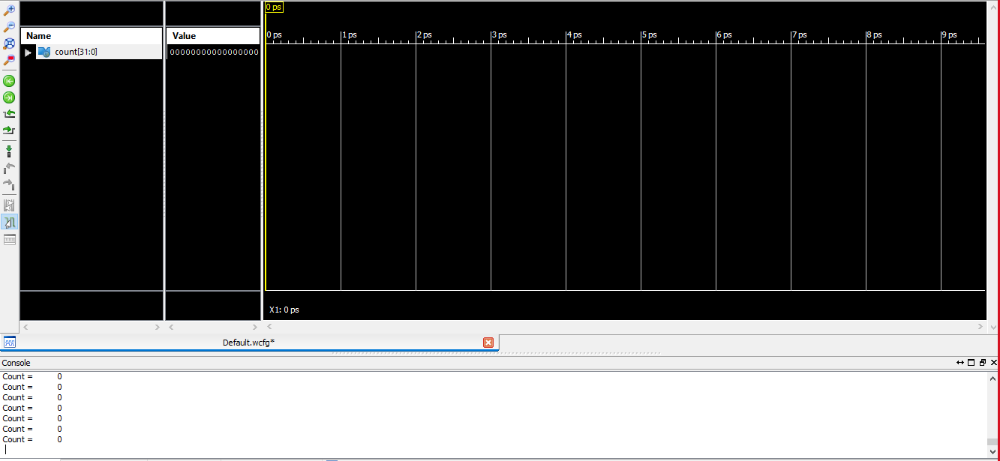 0 ps
0 ps 1 ps 2 ps 3 ps 4 ps 5 ps 6 ps 7 ps 8 ps 9 ps
Name Value
count[31:0] 00000000000000000
X1: 0 ps
Default.wcfg*
Console
Count = 0
Count = 0
Count = 0
Count = 0
Count = 0
Count = 0
Count = 0